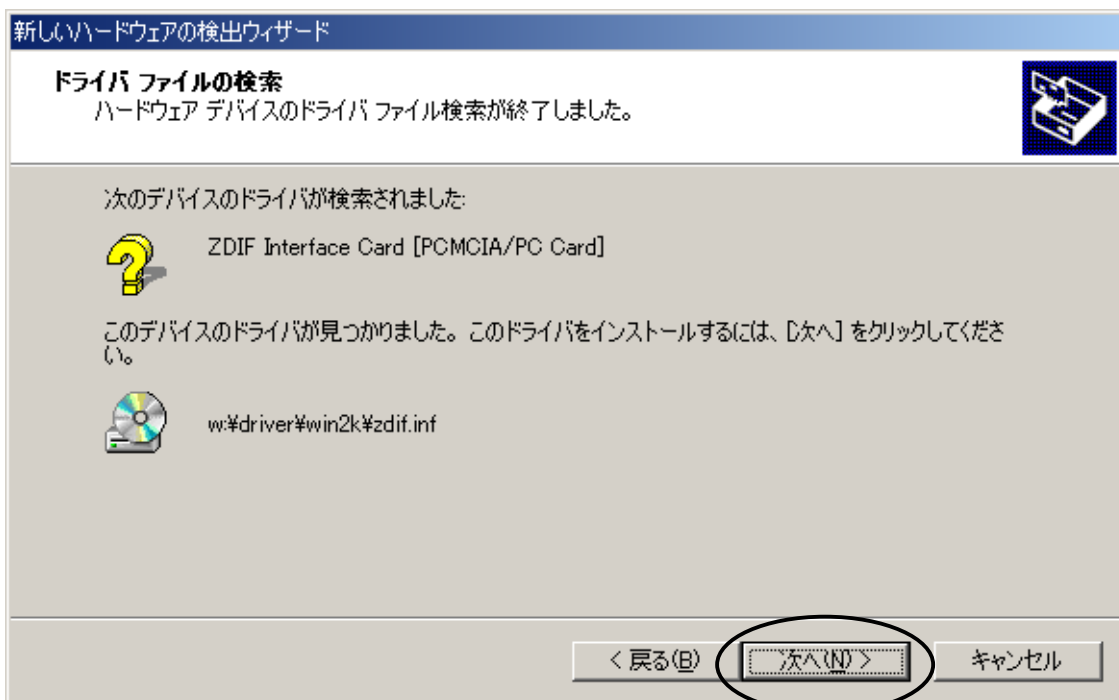 新しいハードウェアの検出ウィザード
ドライバ ファイルの検索
ハードウェア デバイスのドライバ ファイル検索が終了しました。
次のデバイスのドライバが検索されました:
ZDIF Interface Card [PCMCIA/PC Card]
このデバイスのドライバが見つかりました。このドライバをインストールするには、[次へ] をクリックしてくださ
い。
w:¥driver¥win2k¥zdif.inf
< 戻る(B)
次へ(N) >
キャンセル